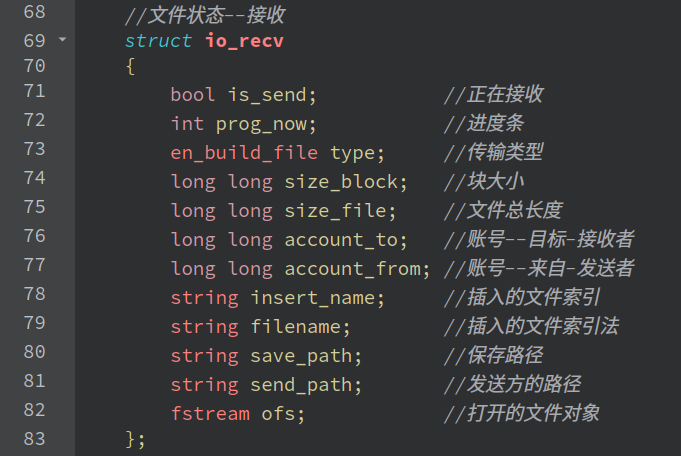 68 //文件状态--接收
69 struct io_recv
70 {
71 bool is_send; //正在接收
72 int prog_now; //进度条
73 en_build_file type; //传输类型
74 long long size_block; //块大小
75 long long size_file; //文件总长度
76 long long account_to; //账号--目标-接收者
77 long long account_from; //账号--来自-发送者
78 string insert_name; //插入的文件索引
79 string filename; //插入的文件索引法
80 string save_path; //保存路径
81 string send_path; //发送方的路径
82 fstream ofs; //打开的文件对象
83 };